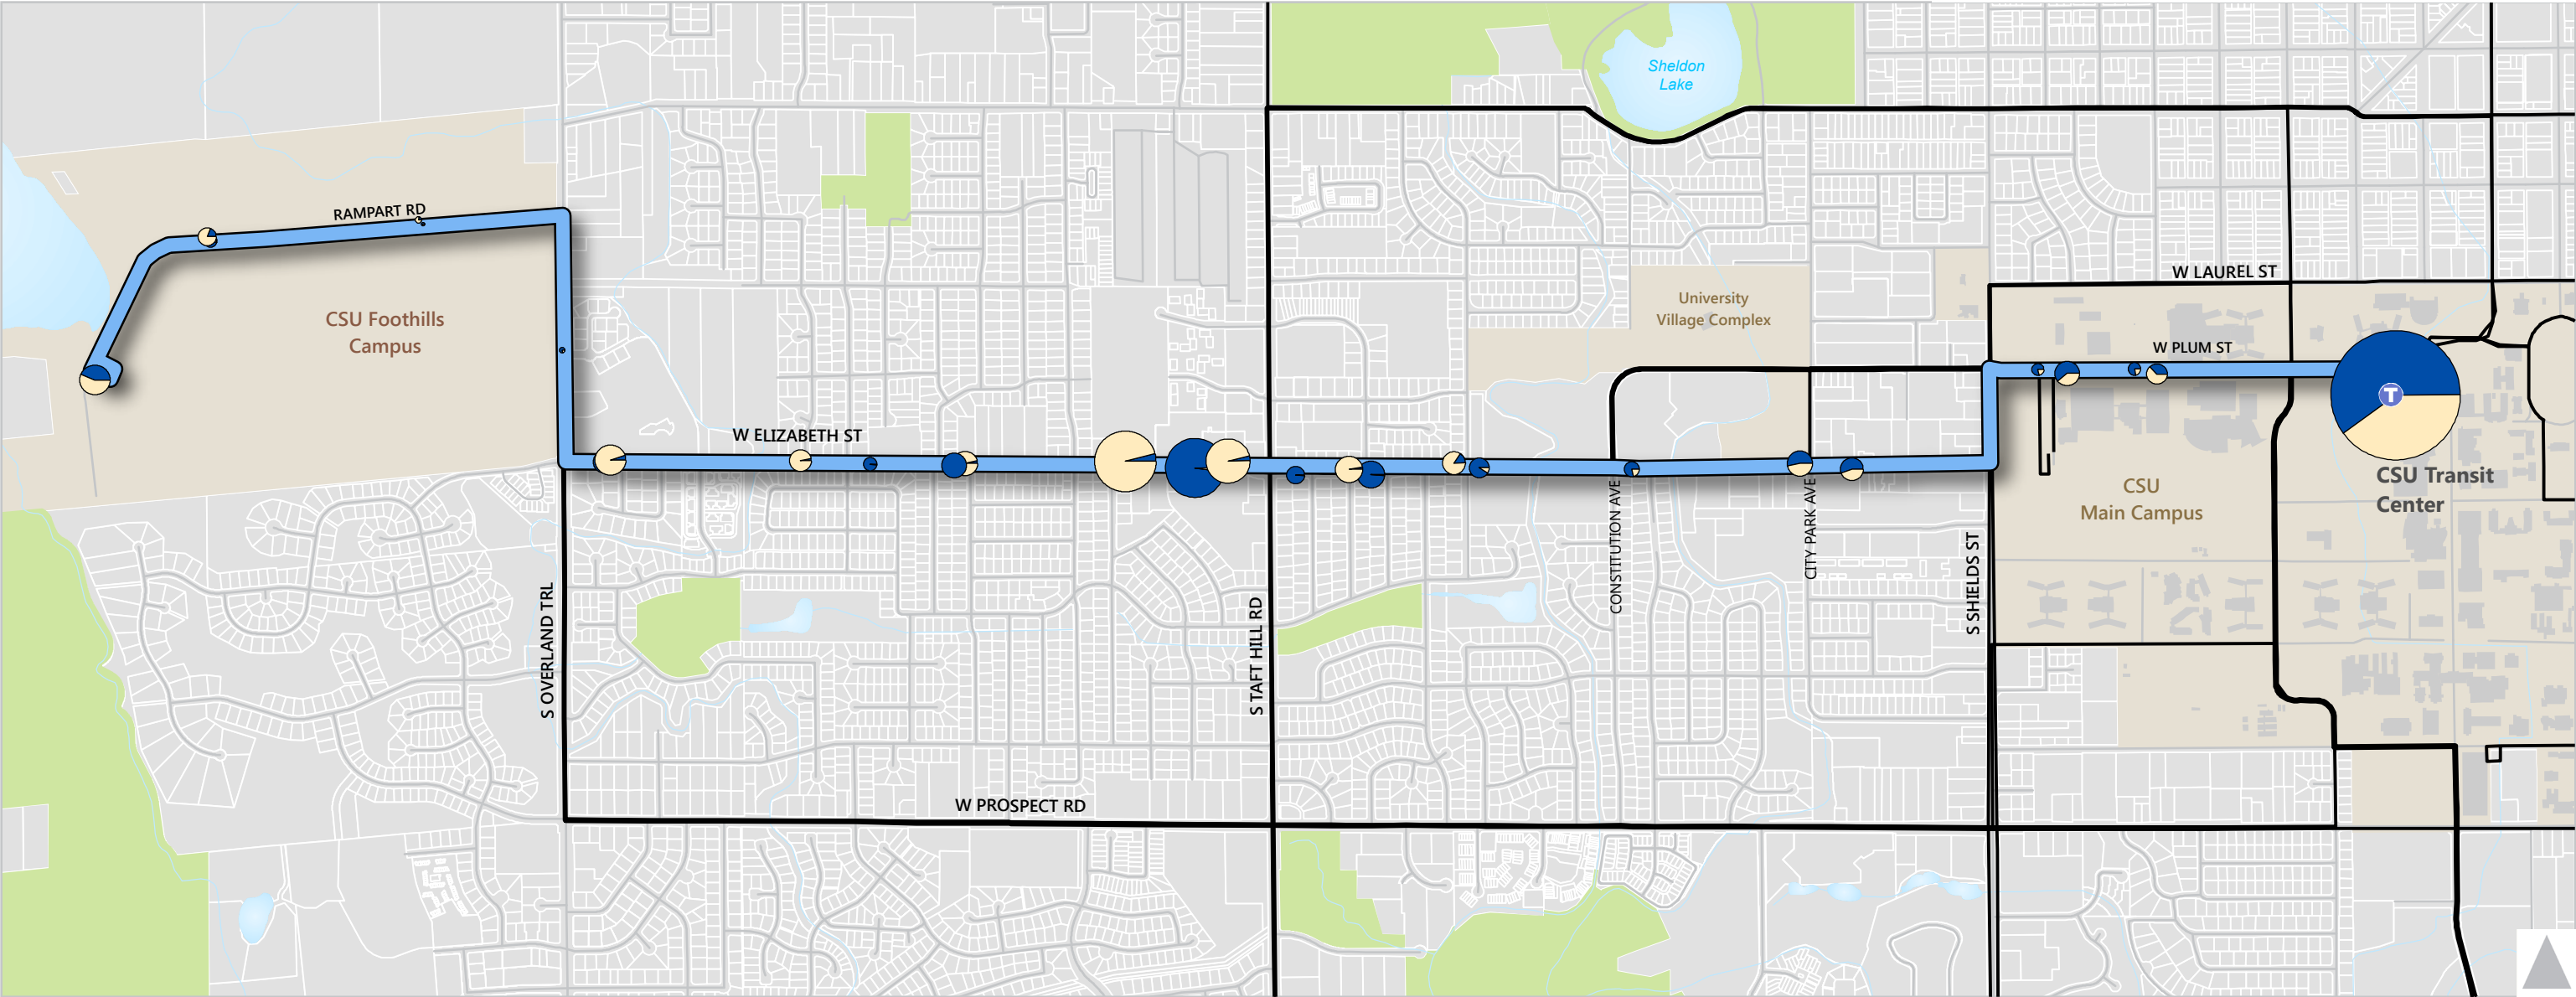 Sheldon
Lake
RAMPART RD
W LAUREL ST
University
Village Complex
CSU Foothills
Campus
W PLUM ST
T
W ELIZABETH ST
CSU Transit
Center
CSU
Main Campus
CONSTITUTION AVE
CITY PARK AVE
S SHIELDS ST
S OVERLAND TRL
S TAFT HILL RD
W PROSPECT RD